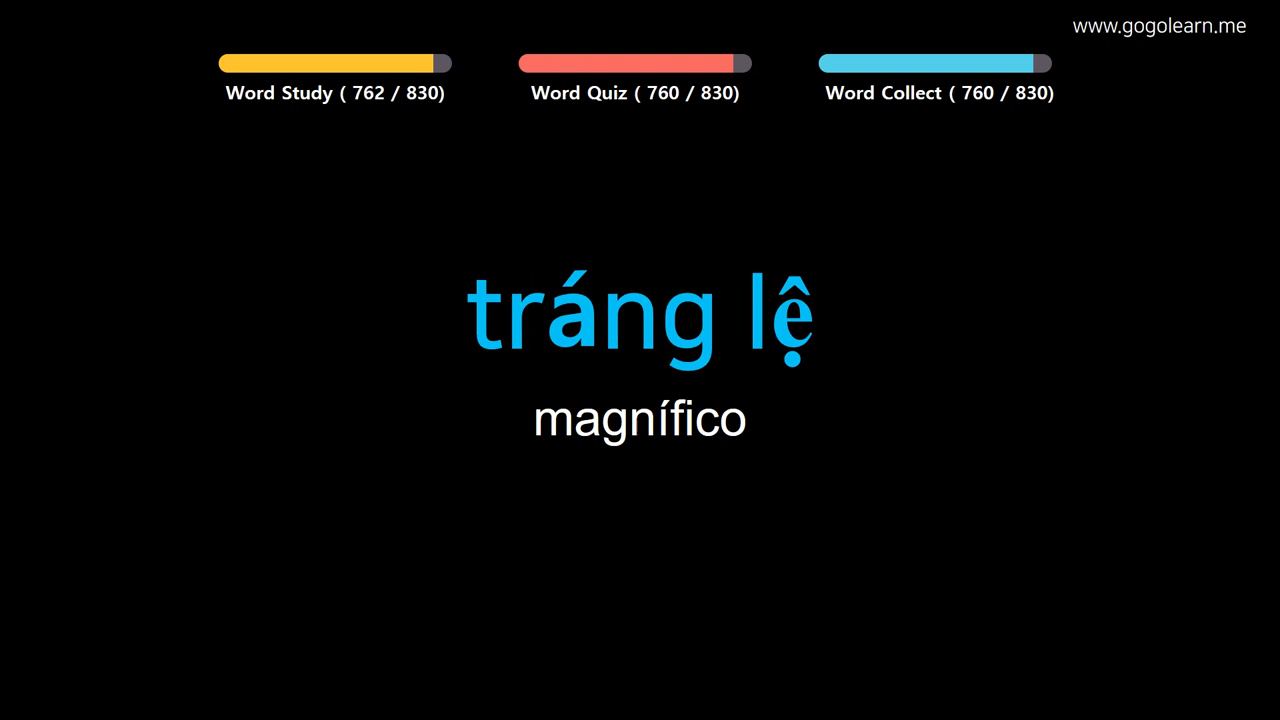 www.gogolearn.me
Word Study ( 762 / 830)
Word Quiz ( 760 / 830)
Word Collect ( 760 / 830)
tráng lệ
magnífico